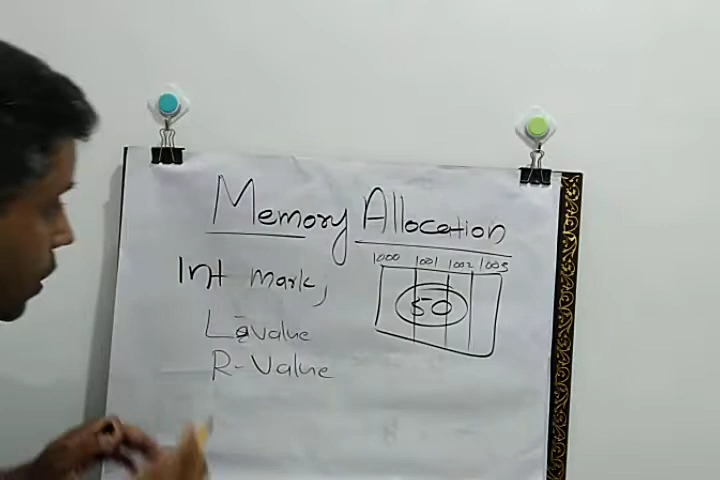 Memory Allocation
1000 1001 1002 1003
Int mark;
50
L-value
R-Value